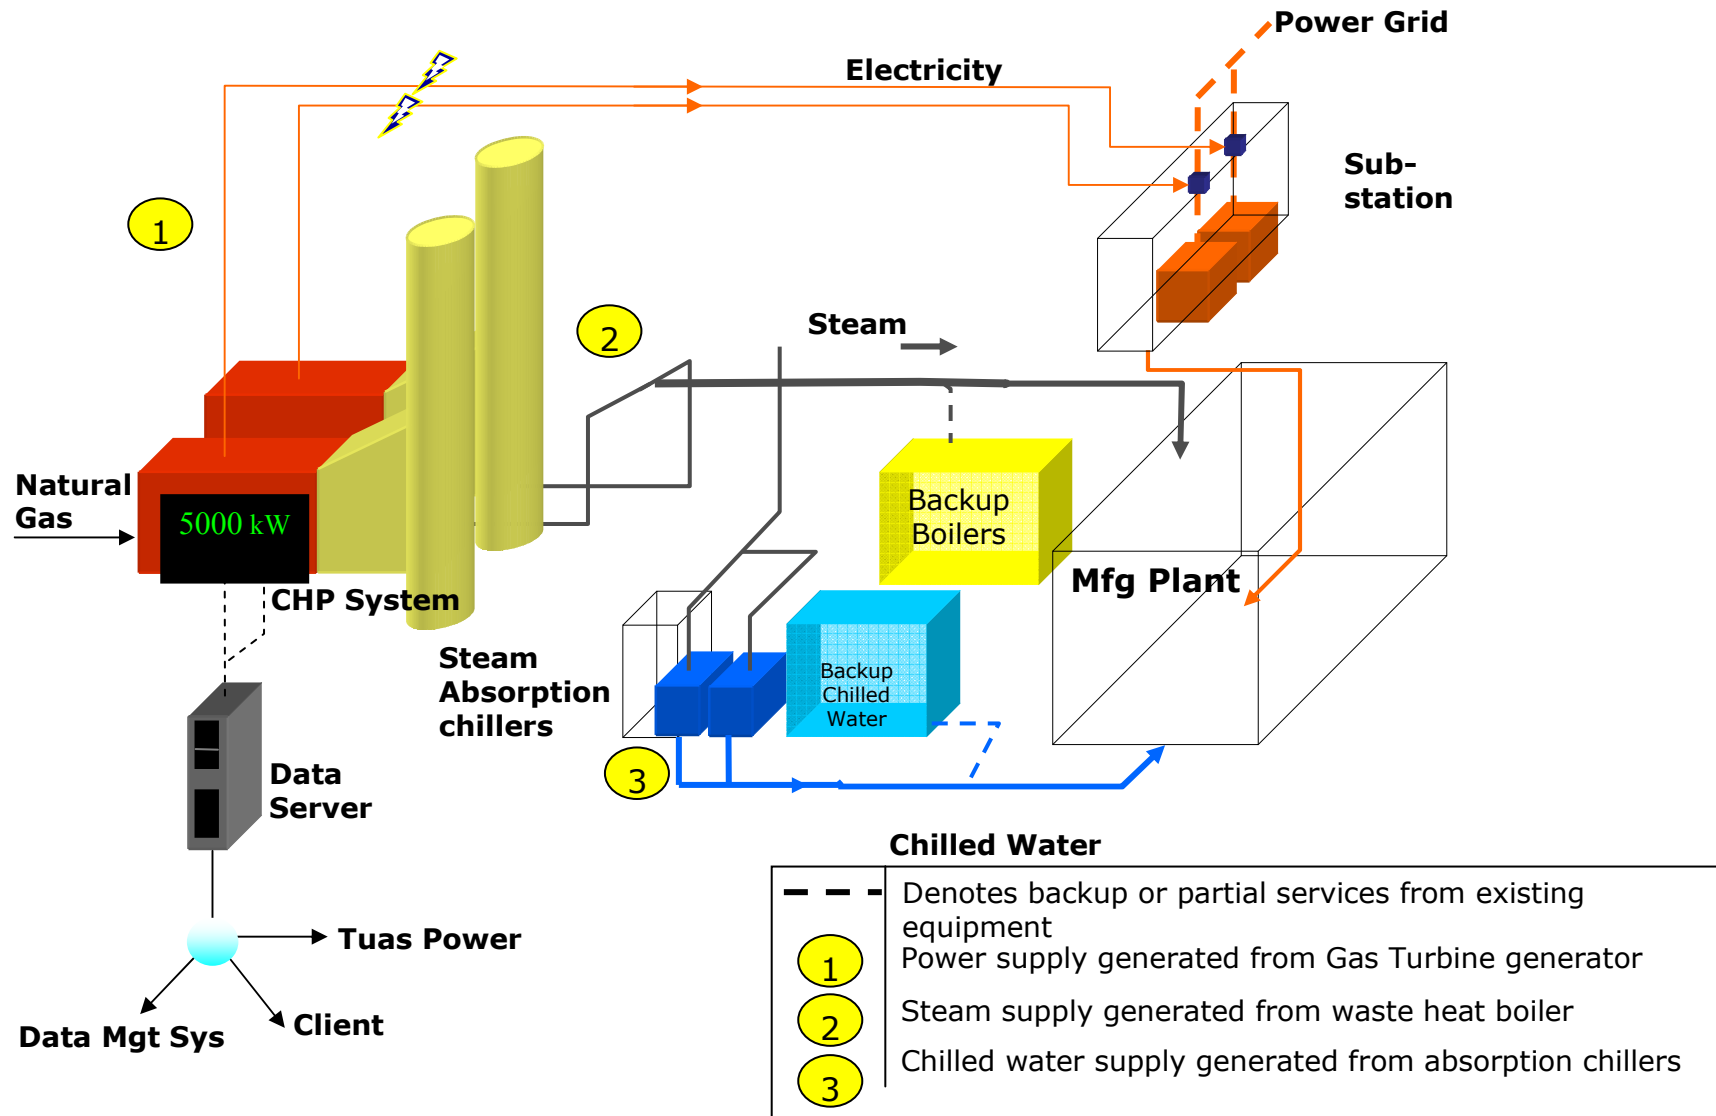 Power Grid
Electricity
Sub-
station
1
2
Steam
Natural
Gas
5000 kW
CHP System
Backup
Boilers
Mfg Plant
Steam
Absorption
chillers
Backup
Chilled
Water
3
Data
Server
Chilled Water
Denotes backup or partial services from existing
equipment
1
Power supply generated from Gas Turbine generator
2
Steam supply generated from waste heat boiler
3
Chilled water supply generated from absorption chillers
Tuas Power
Client
Data Mgt Sys